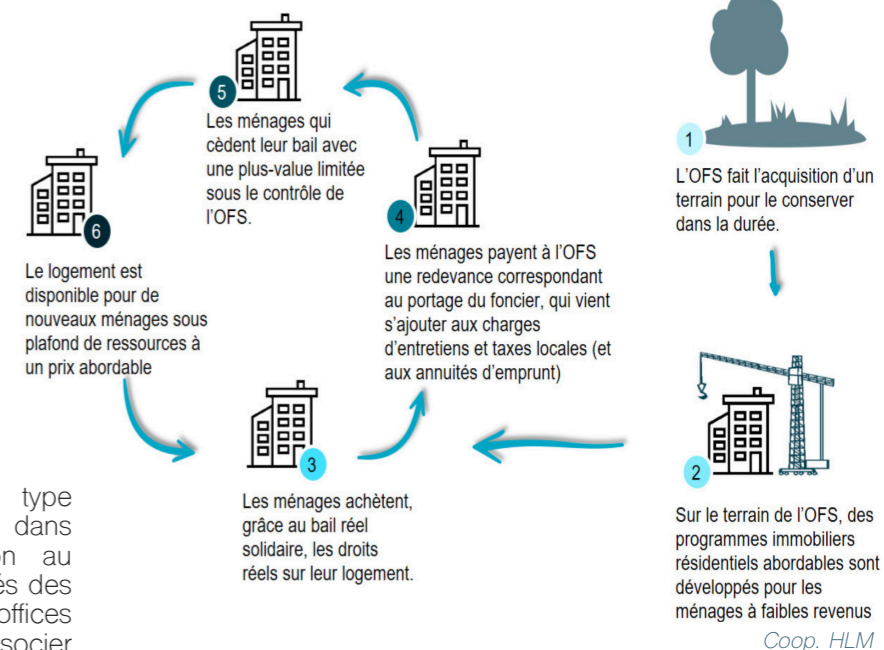 1
L'OFS fait l'acquisition d'un
terrain pour le conserver
dans la durée.
2
Sur le terrain de l'OFS, des
programmes immobiliers
résidentiels abordables sont
développés pour les
ménages à faibles revenus
Coop. HLM
3
Les ménages achètent,
grâce au bail réel
solidaire, les droits
réels sur leur logement.
4
Les ménages payent à l'OFS
une redevance correspondant
au portage du foncier, qui vient
s'ajouter aux charges
d'entretiens et taxes locales (et
aux annuités d'emprunt)
5
Les ménages qui
cèdent leur bail avec
une plus-value limitée
sous le contrôle de
l'OFS.
6
Le logement est
disponible pour de
nouveaux ménages sous
plafond de ressources à
un prix abordable
type
dans
au
des
offices